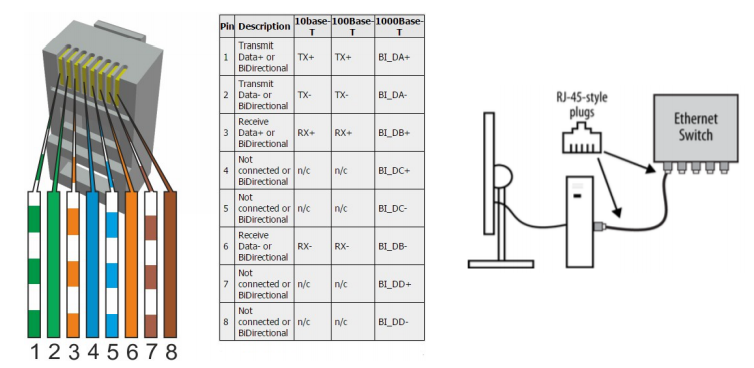 1 2 3 4 5 6 7 8
Pin Description 10base-T 100Base-T 1000Base-T
1 Transmit Data+ or BiDirectional TX+ TX+ BI_DA+
2 Transmit Data- or BiDirectional TX- TX- BI_DA-
3 Receive Data+ or BiDirectional RX+ RX+ BI_DB+
4 Not connected or BiDirectional n/c n/c BI_DC+
5 Not connected or BiDirectional n/c n/c BI_DC-
6 Receive Data- or BiDirectional RX- RX- BI_DB-
7 Not connected or BiDirectional n/c n/c BI_DD+
8 Not connected or BiDirectional n/c n/c BI_DD-
RJ-45-style
plugs
Ethernet
Switch